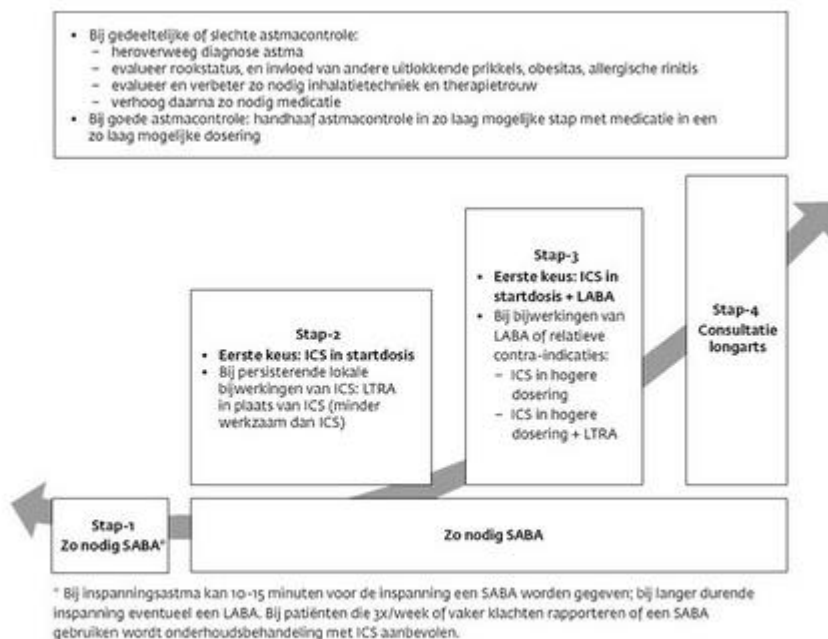 • Bij gedeeltelijke of slechte astmacontrole:
– heroverweeg diagnose astma
– evalueer rookstatus, en invloed van andere uitlokkende prikkels, obesitas, allergische rinitis
– evalueer en verbeter zo nodig inhalatietechniek en therapietrouw
– verhoog daarna zo nodig medicatie
• Bij goede astmacontrole: handhaaf astmacontrole in zo laag mogelijke stap met medicatie in een
zo laag mogelijke dosering
Stap-1
Zo nodig SABA*
Stap-2
• Eerste keus: ICS in startdosis
• Bij persisterende lokale
bijwerkingen van ICS: LTRA
in plaats van ICS (minder
werkzaam dan ICS)
Stap-3
• Eerste keus: ICS in
startdosis + LABA
• Bij bijwerkingen van
LABA of relatieve
contra-indicaties:
– ICS in hogere
dosering
– ICS in hogere
dosering + LTRA
Stap-4
Consultatie
longarts
Zo nodig SABA
* Bij inspanningsastma kan 10-15 minuten voor de inspanning een SABA worden gegeven; bij langer durende
inspanning eventueel een LABA. Bij patiënten die 3x/week of vaker klachten rapporteren of een SABA
gebruiken wordt onderhoudsbehandeling met ICS aanbevolen.